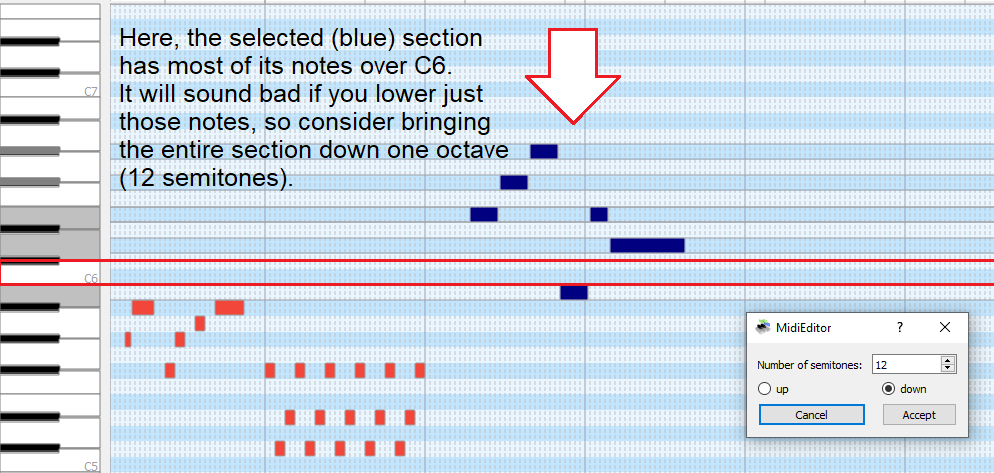 Here, the selected (blue) section
has most of its notes over C6.
It will sound bad if you lower just
those notes, so consider bringing
the entire section down one octave
(12 semitones).
C7
C6
C5
MidiEditor
Number of semitones: 12
up down
Cancel Accept